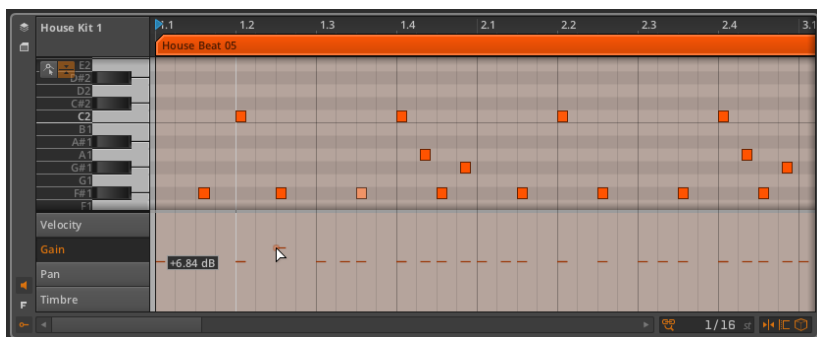 House Kit 1
1.1 1.2 1.3 1.4 2.1 2.2 2.3 2.4 3.1
House Beat 05
E2
D#2
D2
C#2
C2
B1
A#1
A1
G#1
G1
F#1
F1
Velocity
Gain
+6.84 dB
Pan
Timbre
F
1/16 st